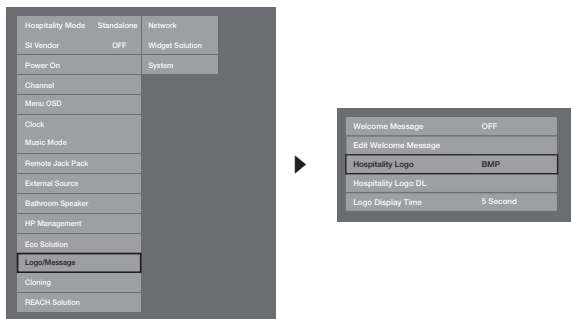 Hospitality Mode Standalone Network
SI Vendor OFF Widget Solution
Power On System
Channel
Menu OSD
Clock
Music Mode
Remote Jack Pack
External Source
Bathroom Speaker
HP Management
Eco Solution
Logo/Message
Cloning
REACH Solution
Welcome Message OFF
Edit Welcome Message
Hospitality Logo BMP
Hospitality Logo DL
Logo Display Time 5 Second